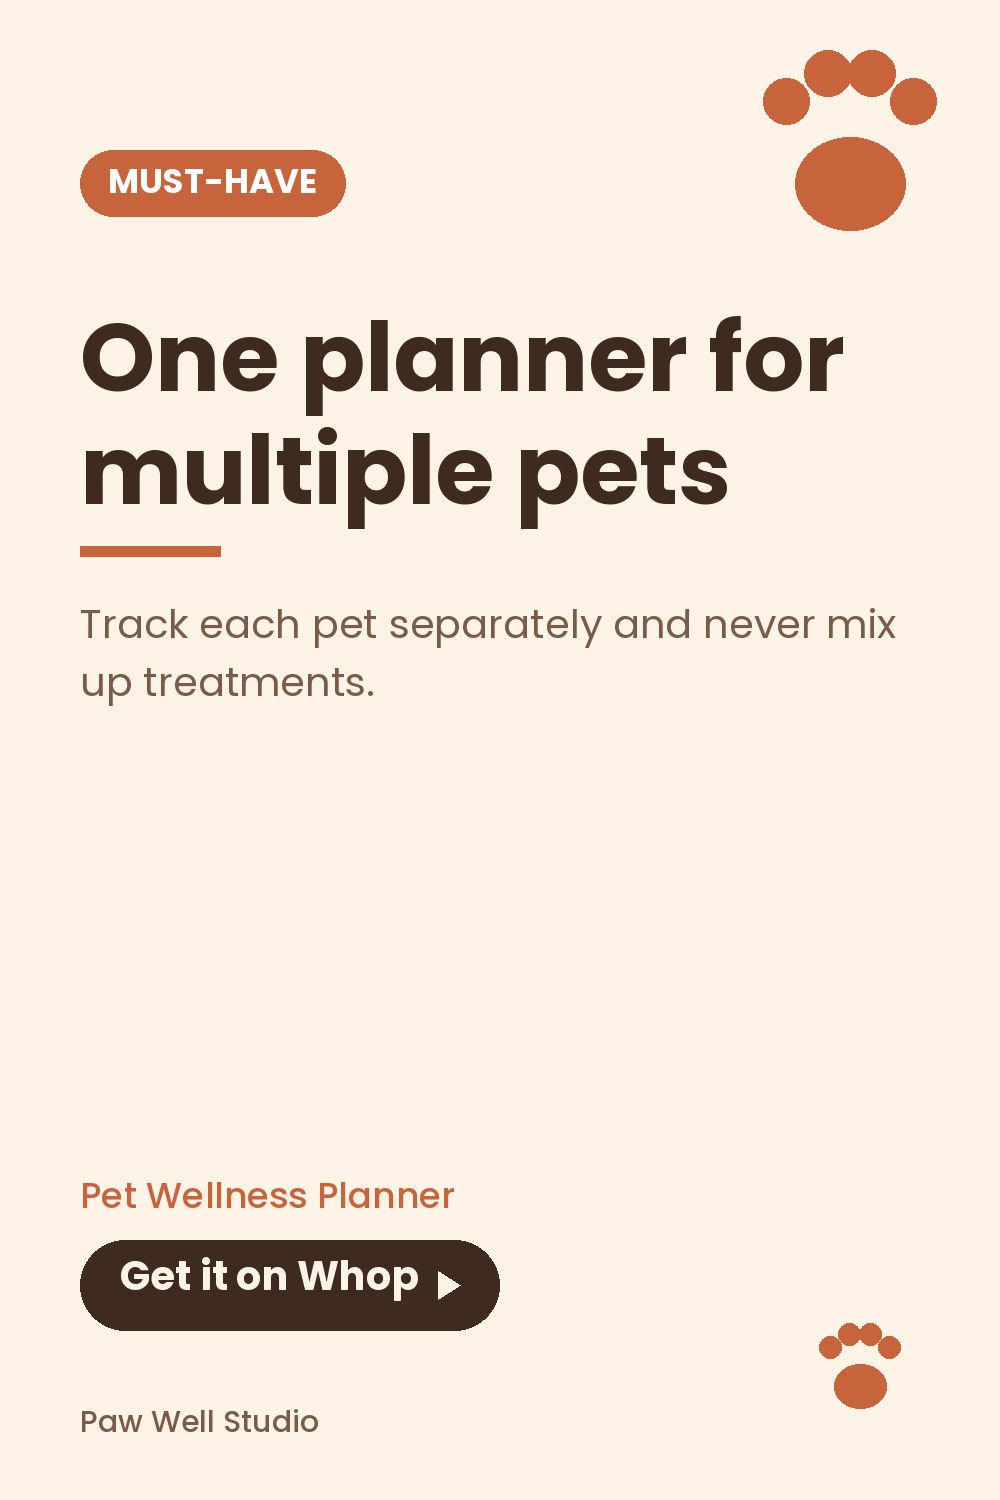 MUST-HAVE
One planner for
multiple pets
Track each pet separately and never mix
up treatments.
Pet Wellness Planner
Get it on Whop
Paw Well Studio